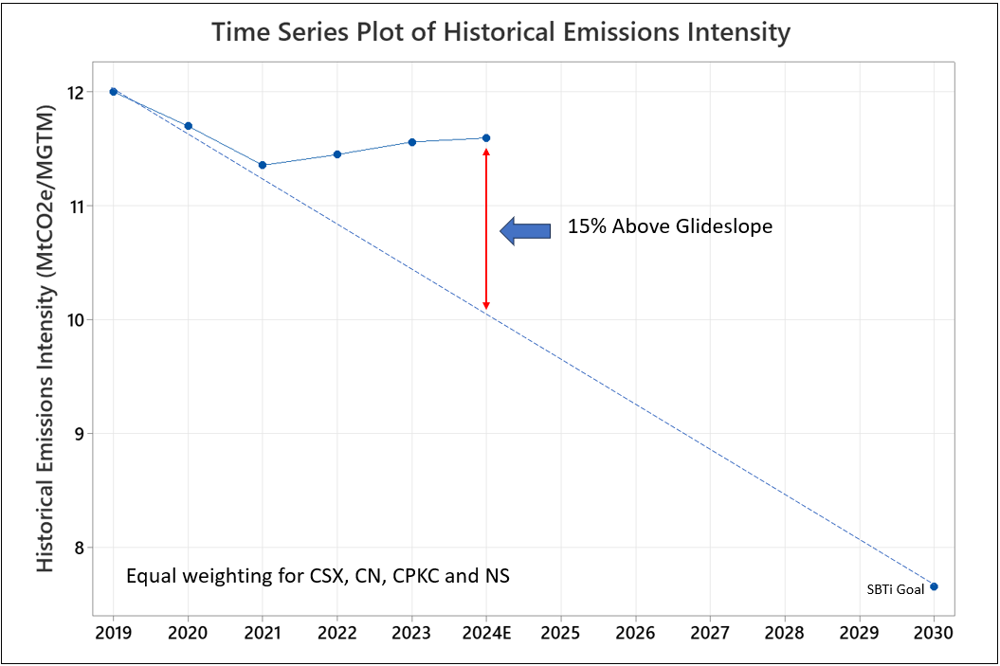 Time Series Plot of Historical Emissions Intensity
Historical Emissions Intensity (MtCO2e/MGTM)
12
11
10
9
8
15% Above Glideslope
Equal weighting for CSX, CN, CPKC and NS
SBTi Goal
2019 2020 2021 2022 2023 2024E 2025 2026 2027 2028 2029 2030